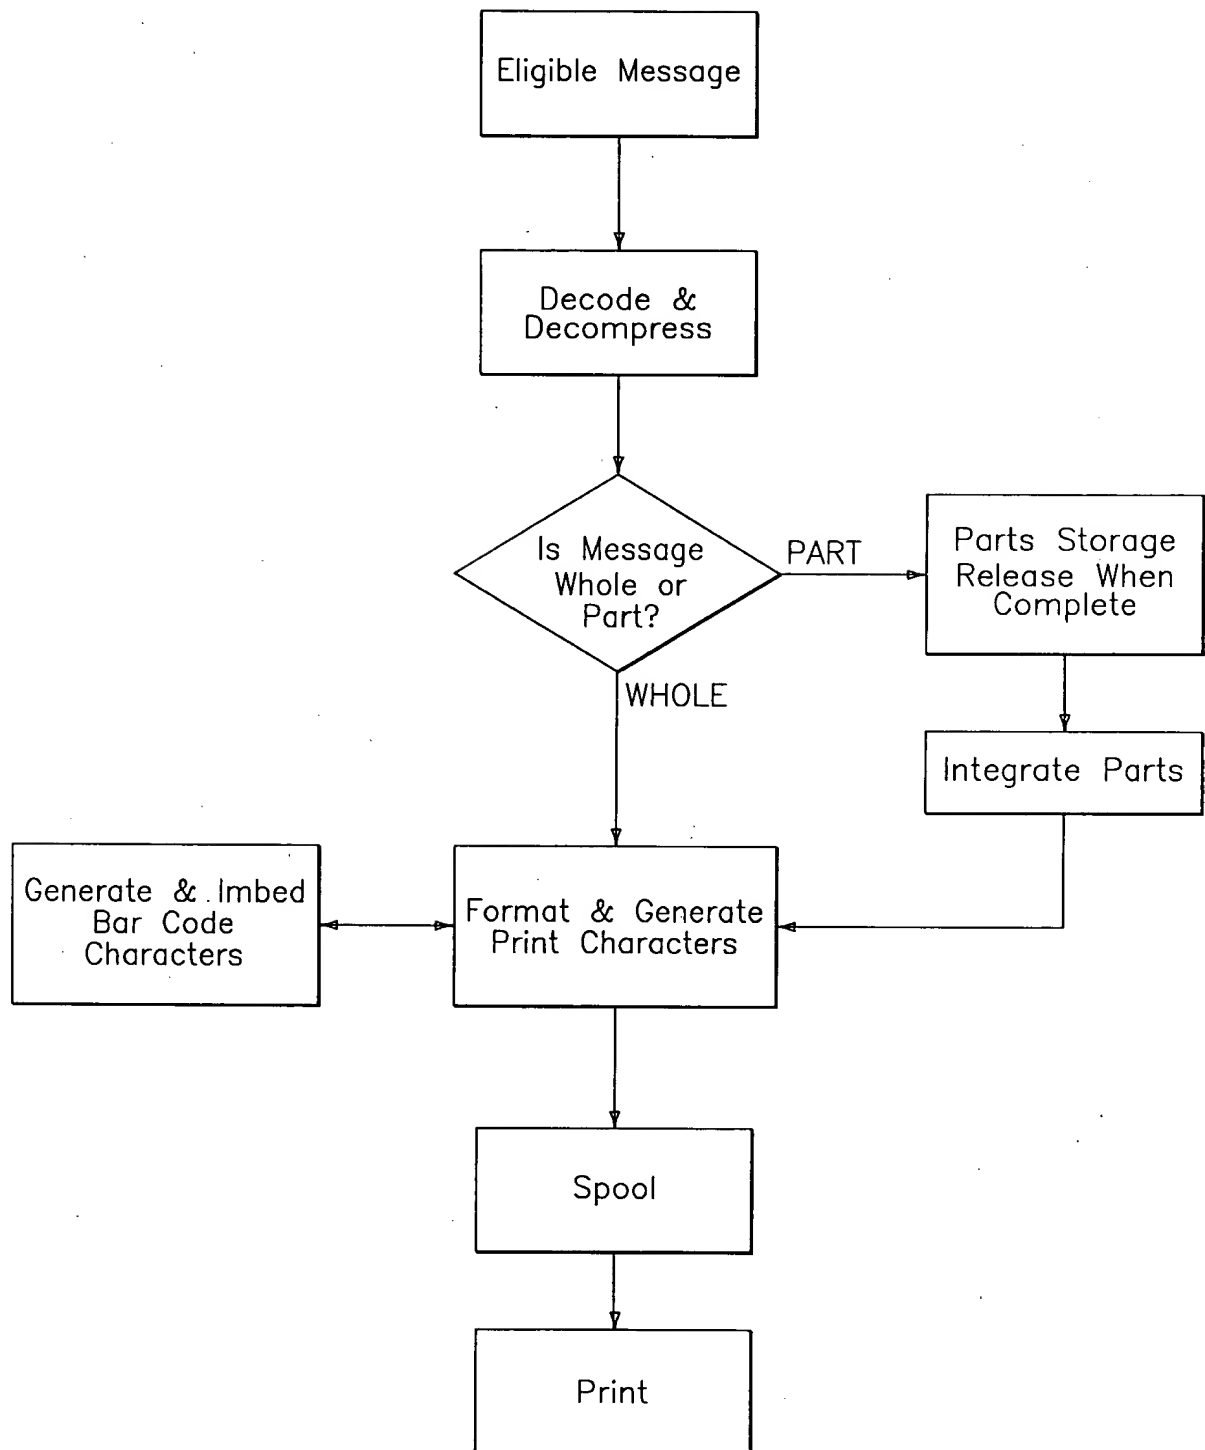 Eligible Message
Decode &
Decompress
Is Message
Whole or
Part?
PART
Parts Storage
Release When
Complete
WHOLE
Integrate Parts
Generate & Imbed
Bar Code
Characters
Format & Generate
Print Characters
Spool
Print